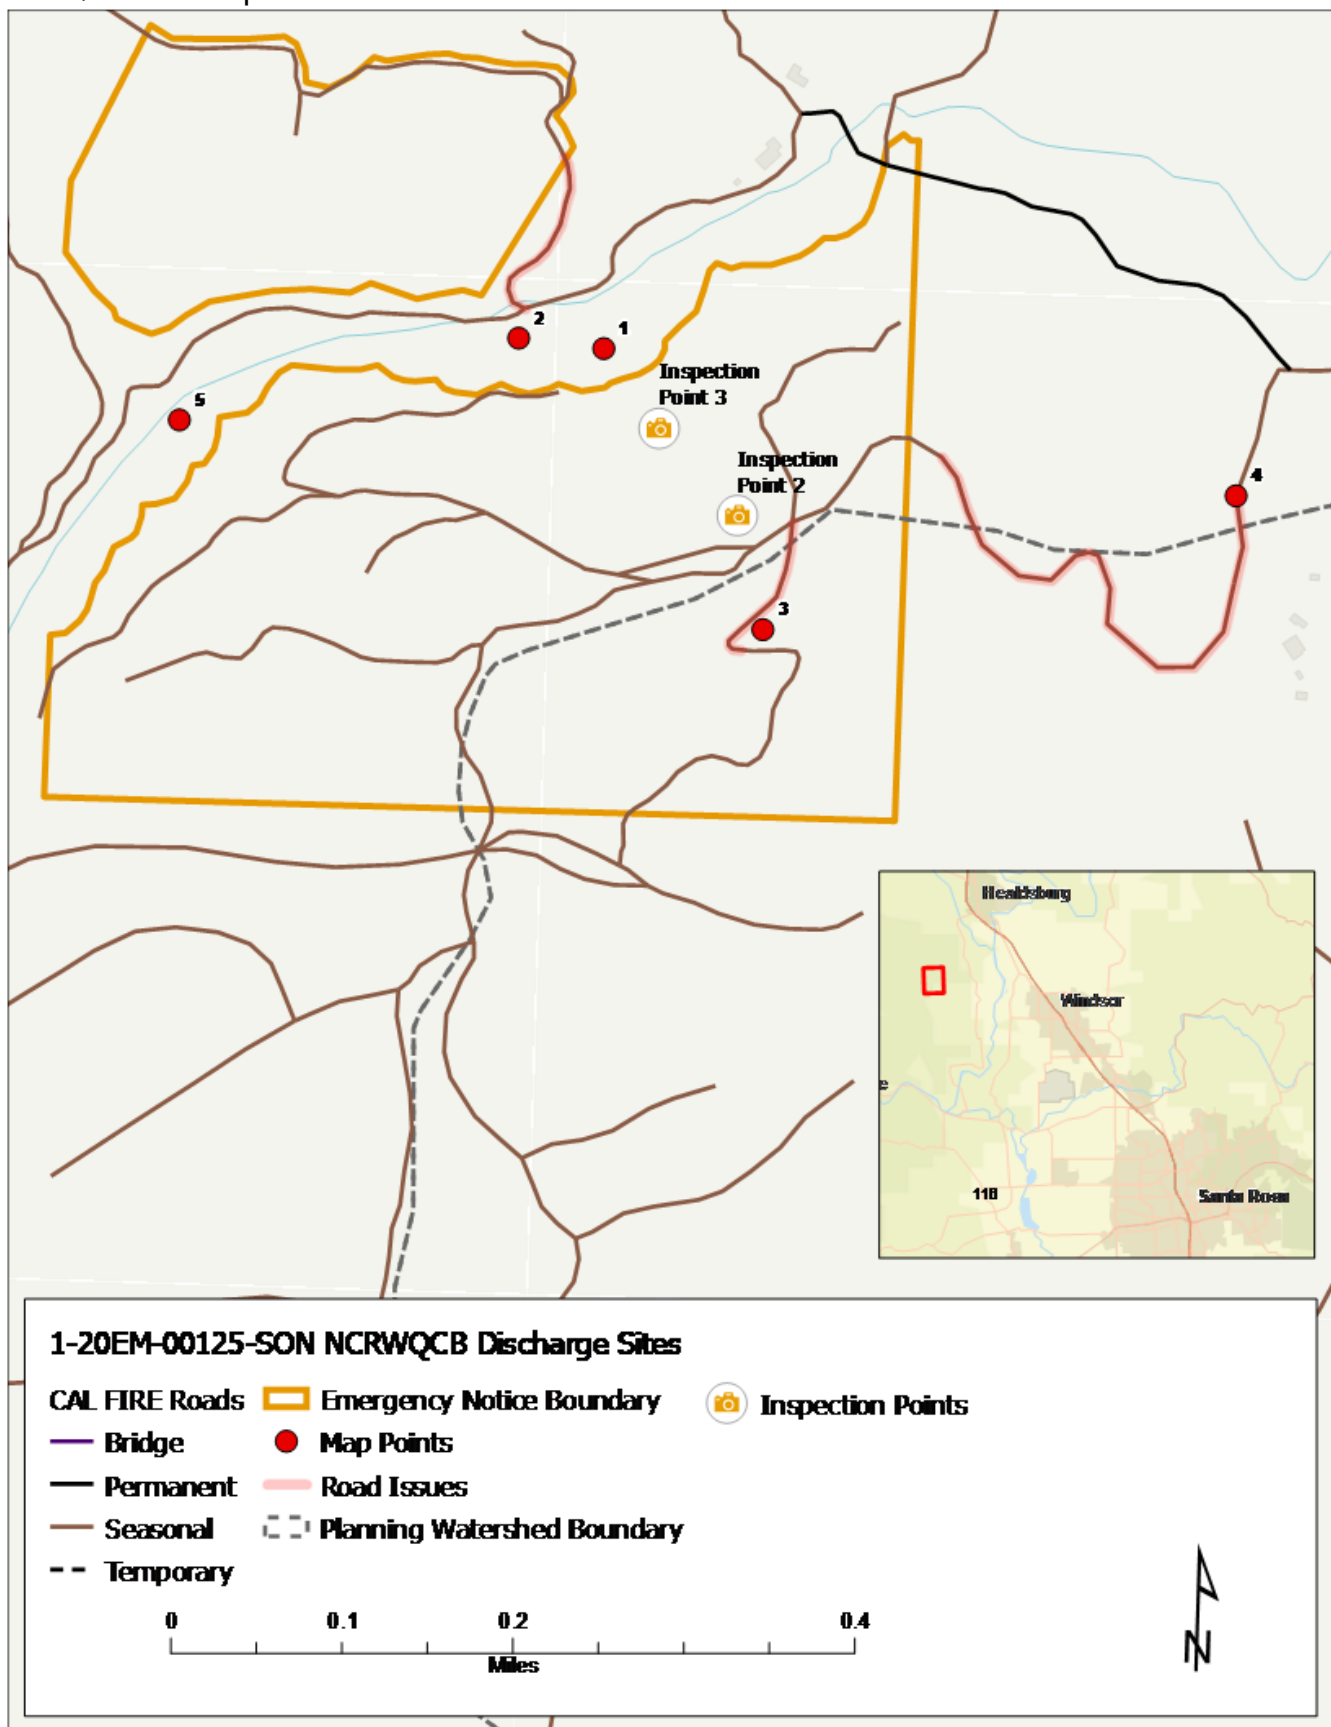 2
1
Inspection
Point 3
5
Inspection
Point 2
4
3
Healdsburg
Windsor
e
116
Santa Rosa
1-20EM-00125-SON NCRWQCB Discharge Sites
CAL FIRE Roads
Emergency Notice Boundary
Inspection Points
Bridge
Map Points
Permanent
Road Issues
Seasonal
Planning Watershed Boundary
Temporary
0 0.1 0.2 0.4
Miles
N